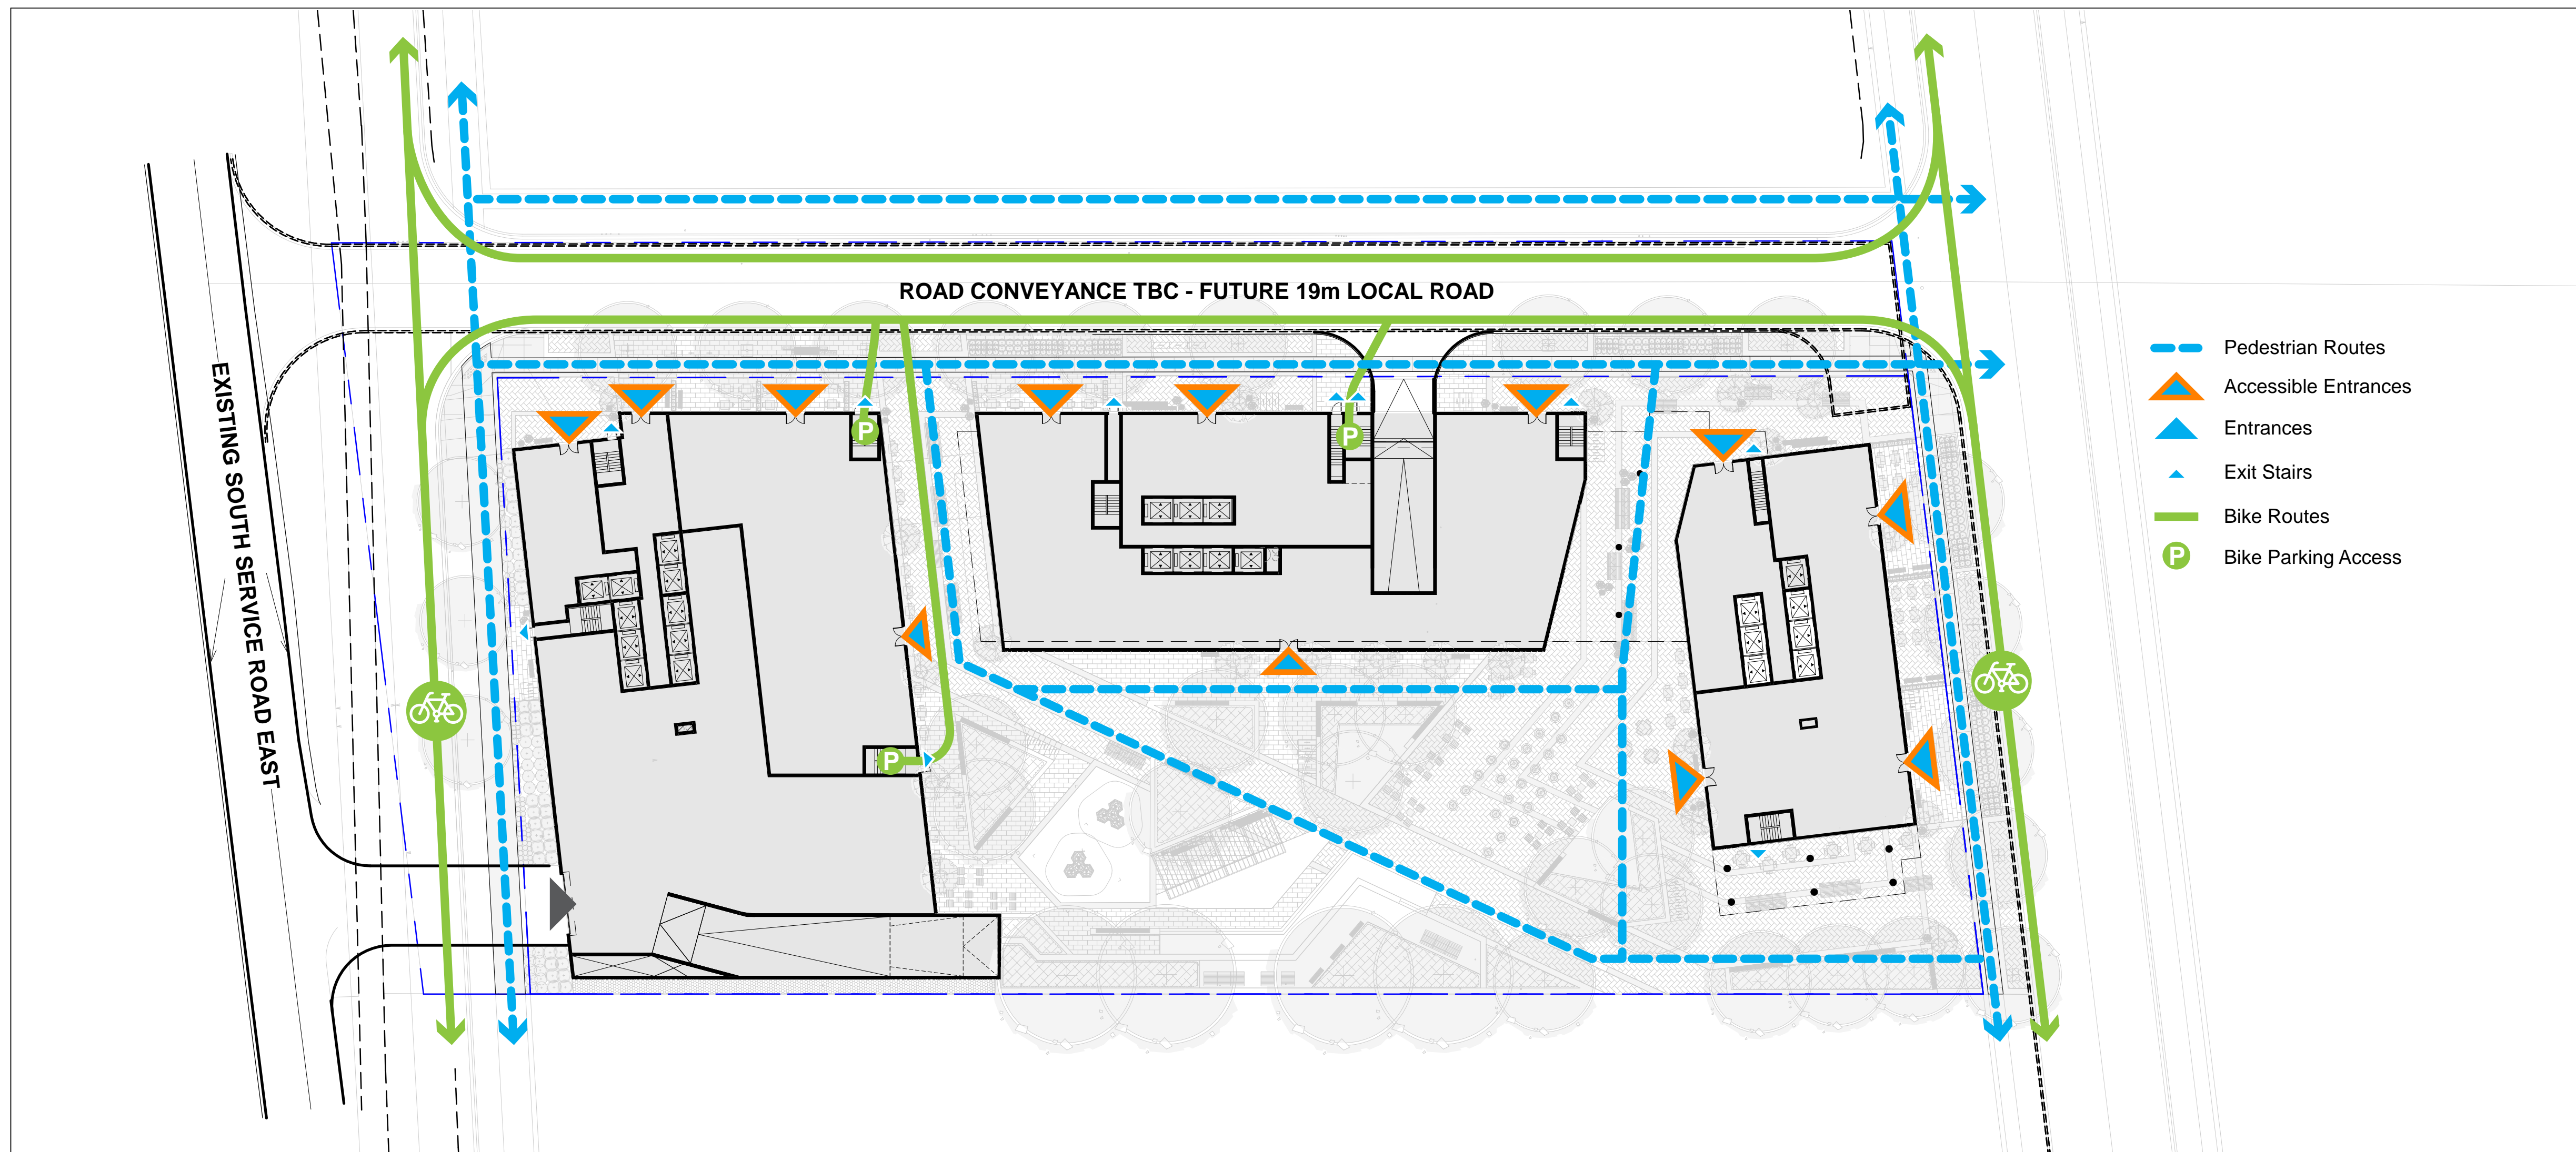 ROAD CONVEYANCE TBC - FUTURE 19m LOCAL ROAD
EXISTING SOUTH SERVICE ROAD EAST
Pedestrian Routes
Accessible Entrances
Entrances
Exit Stairs
Bike Routes
P Bike Parking Access
P
P
P